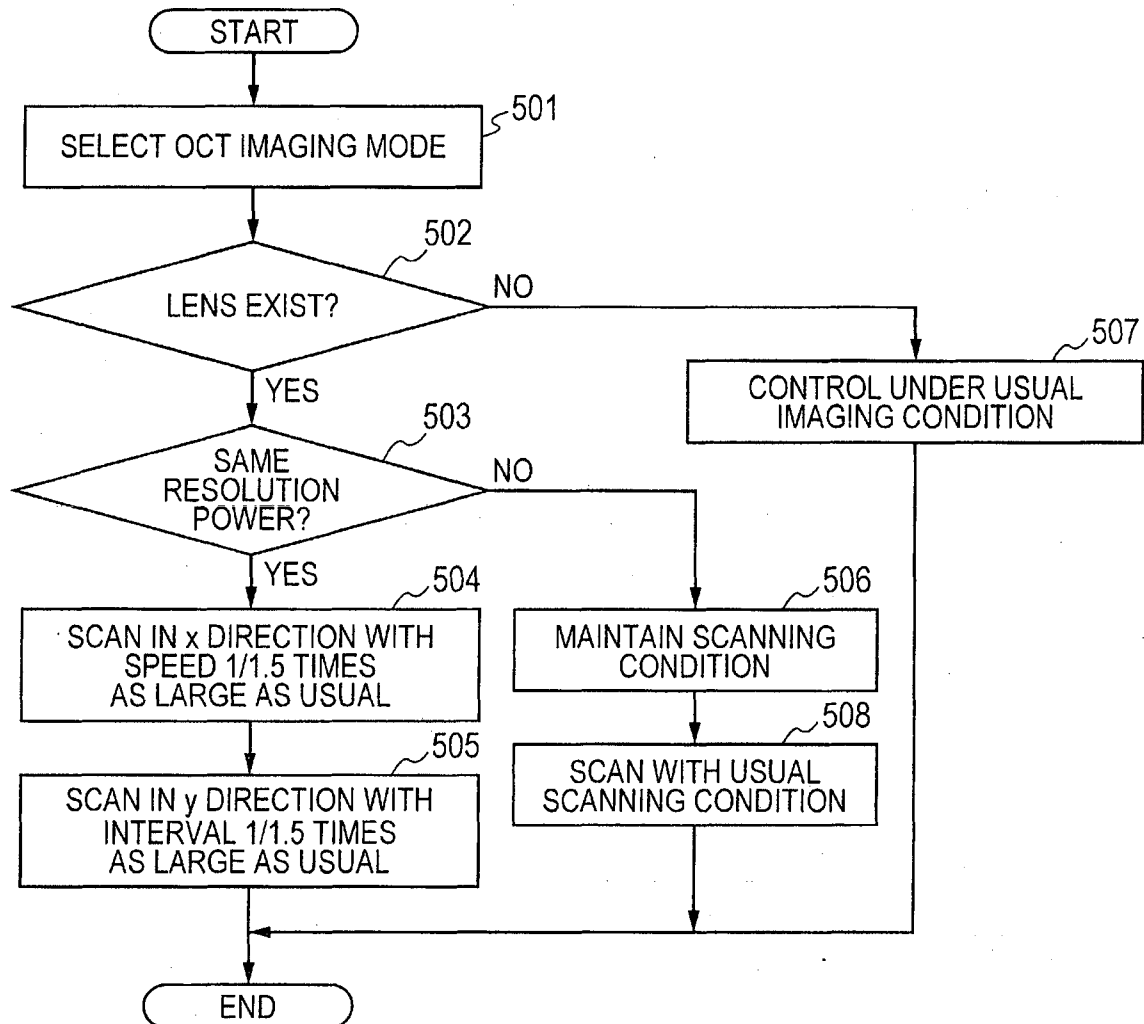 START
501
SELECT OCT IMAGING MODE
502
LENS EXIST?
NO
YES
507
CONTROL UNDER USUAL
IMAGING CONDITION
503
SAME
RESOLUTION
POWER?
NO
YES
504
SCAN IN x DIRECTION WITH
SPEED 1/1.5 TIMES
AS LARGE AS USUAL
506
MAINTAIN SCANNING
CONDITION
505
SCAN IN y DIRECTION WITH
INTERVAL 1/1.5 TIMES
AS LARGE AS USUAL
508
SCAN WITH USUAL
SCANNING CONDITION
END